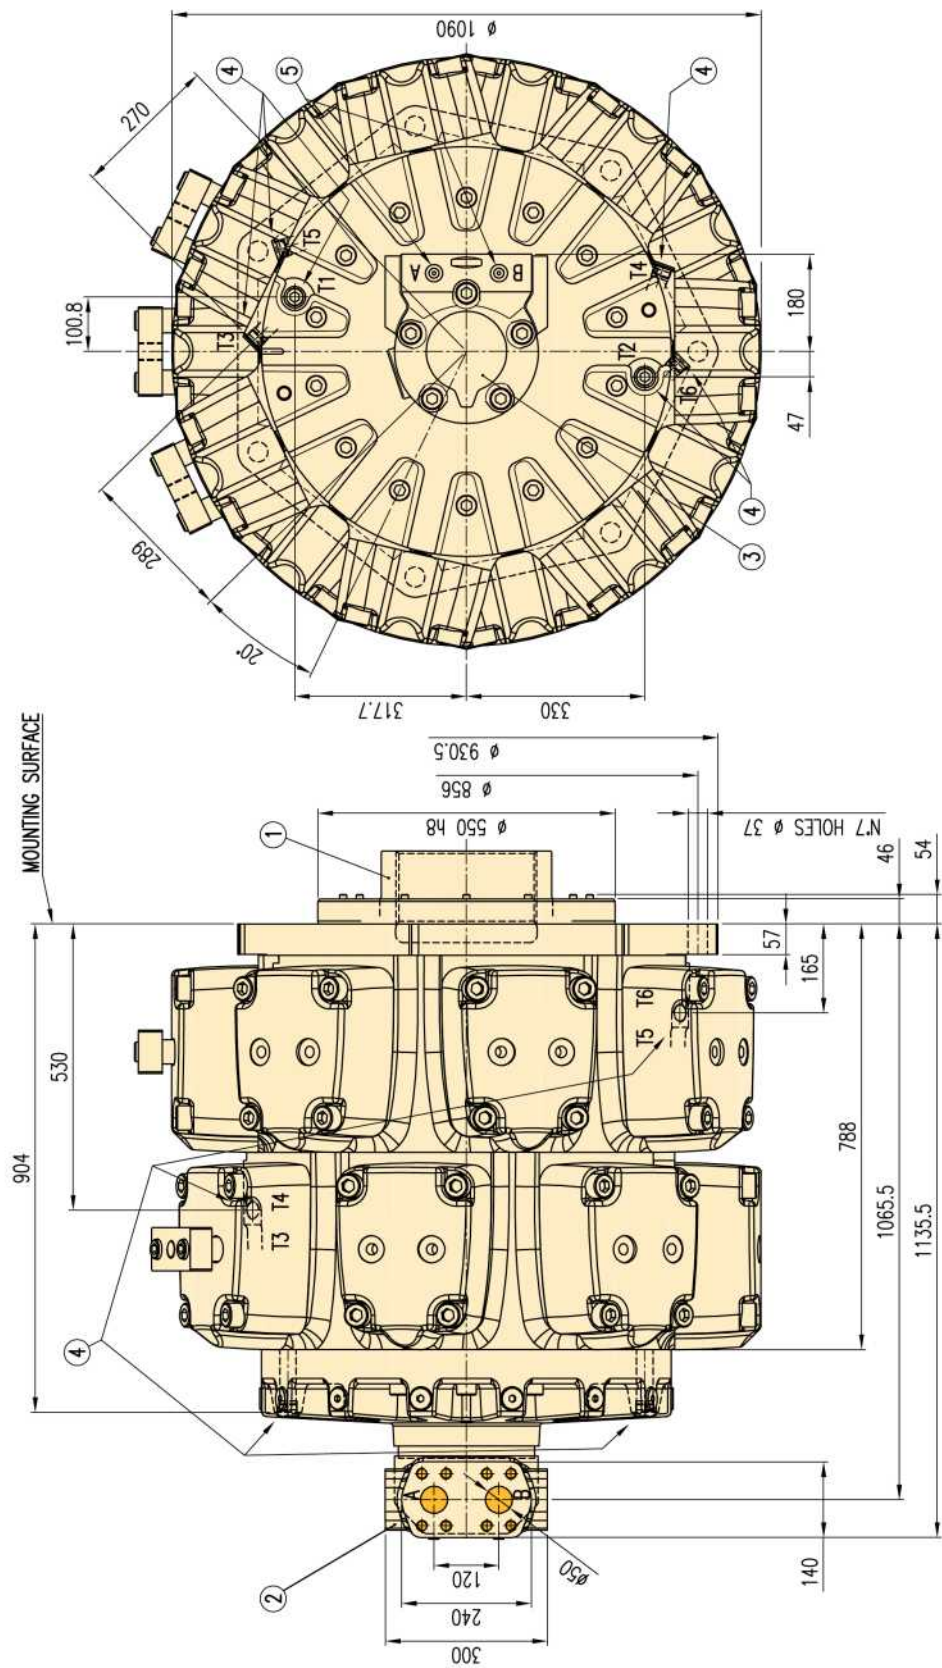 ø 1090
270
4
5
4
100.8
T5
T1
T3
A
B
T4
T2
T6
180
47
4
3
289
20°
317.7
330
MOUNTING SURFACE
ø 930.5
ø 856
ø 550 h8
N°7 HOLES ø 37
1
46
54
57
165
904
530
788
1065.5
1135.5
T6
T5
T4
T3
4
A
B
2
ø50
120
240
300
140